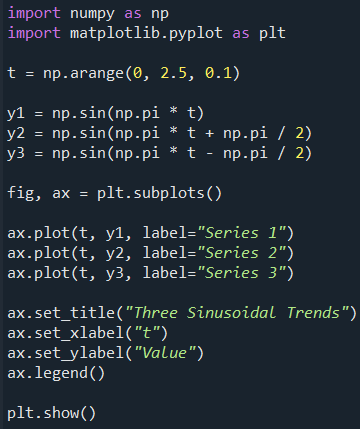 import numpy as np
import matplotlib.pyplot as plt
t = np.arange(0, 2.5, 0.1)
y1 = np.sin(np.pi * t)
y2 = np.sin(np.pi * t + np.pi / 2)
y3 = np.sin(np.pi * t - np.pi / 2)
fig, ax = plt.subplots()
ax.plot(t, y1, label="Series 1")
ax.plot(t, y2, label="Series 2")
ax.plot(t, y3, label="Series 3")
ax.set_title("Three Sinusoidal Trends")
ax.set_xlabel("t")
ax.set_ylabel("Value")
ax.legend()
plt.show()